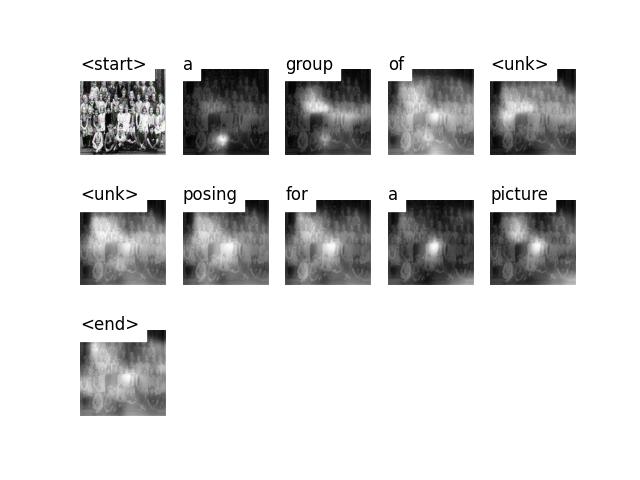 <start> a group of <unk>
<unk> posing for a picture
<end>